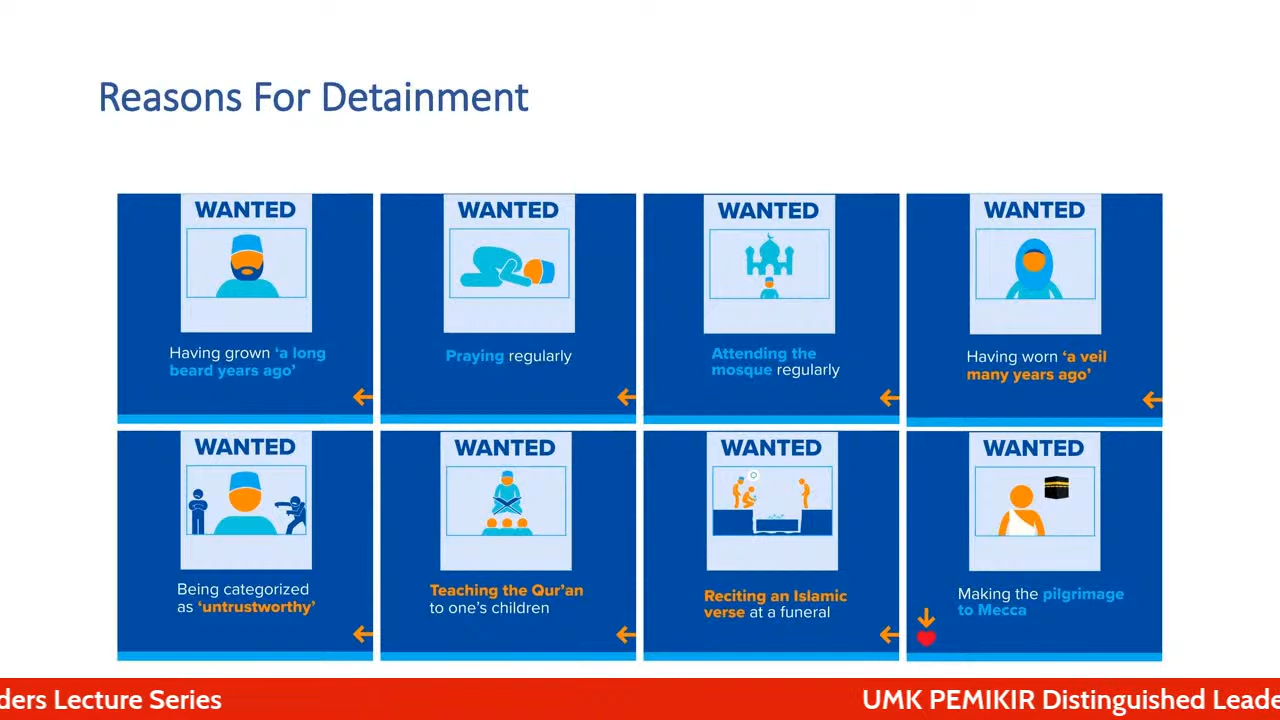 Reasons For Detainment
WANTED
Having grown ‘a long
beard years ago’
WANTED
Praying regularly
WANTED
Attending the
mosque regularly
WANTED
Having worn ‘a veil
many years ago’
WANTED
Being categorized
as ‘untrustworthy’
WANTED
Teaching the Qur’an
to one’s children
WANTED
Reciting an Islamic
verse at a funeral
WANTED
Making the pilgrimage
to Mecca
ders Lecture Series
UMK PEMIKIR Distinguished Leade